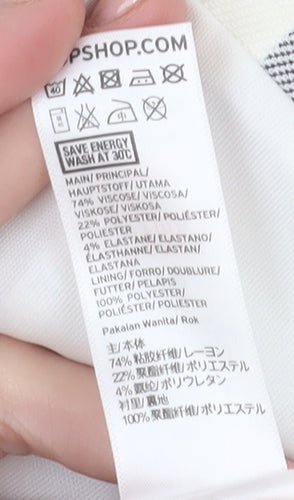 OPSHOP.COM
40
SAVE ENERGY
WASH AT 30°C
MAIN/ PRINCIPAL/
HAUPTSTOFF/ UTAMA
74% VISCOSE/ VISCOSA/
VISKOSE/ VISKOSA
22% POLYESTER/ POLIÉSTER/
POLIESTER
4% ELASTANE/ ELASTANO/
ÉLASTHANNE/ ELASTAN/
ELASTANA
LINING/ FORRO/ DOUBLURE/
FUTTER/ PELAPIS
100% POLYESTER/
POLIÉSTER/ POLIESTER
Pakaian Wanita/ Rok
主/本体
74% 粘胶纤维/レーヨン
22% 聚酯纤维/ポリエステル
4% 氨纶/ポリウレタン
衬里/裏地
100% 聚酯纤维/ポリエステル